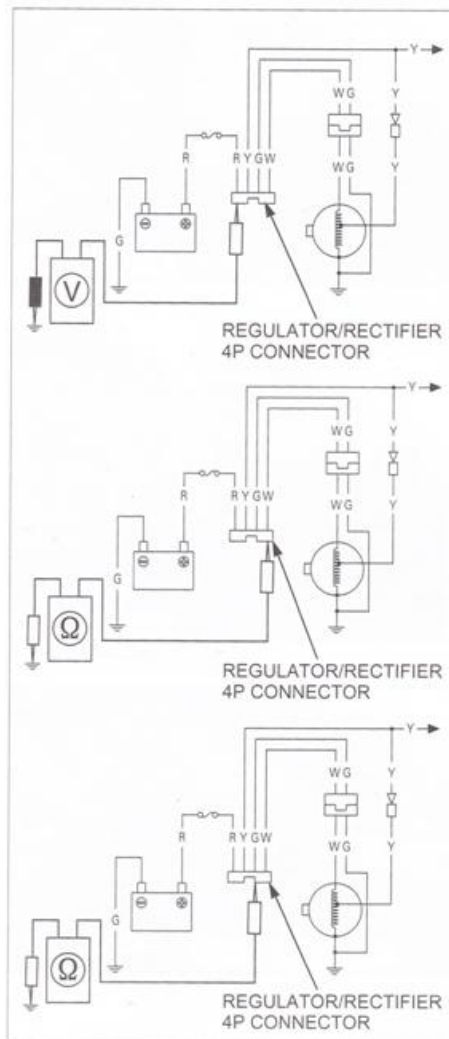 Y
W G
Y
R
R Y G W
W G
Y
G
V
REGULATOR/RECTIFIER
4P CONNECTOR
Y
W G
Y
R
R Y G W
W G
Y
G
Ω
REGULATOR/RECTIFIER
4P CONNECTOR
Y
W G
Y
R
R Y G W
W G
Y
G
Ω
REGULATOR/RECTIFIER
4P CONNECTOR